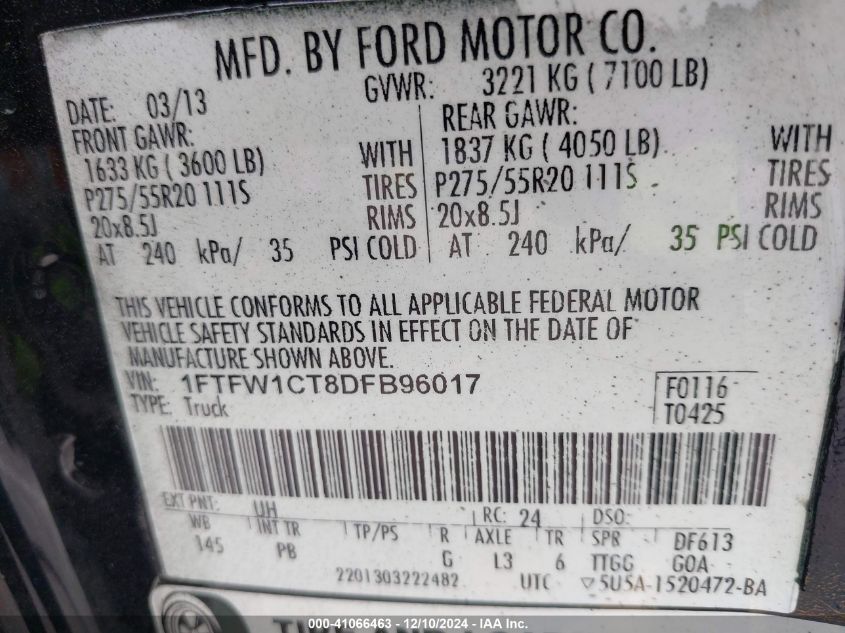 MFD. BY FORD MOTOR CO.
DATE: 03/13 GVWR: 3221 KG ( 7100 LB)
FRONT GAWR: REAR GAWR:
1633 KG ( 3600 LB) WITH 1837 KG ( 4050 LB) WITH
P275/55R20 111S TIRES P275/55R20 111S TIRES
20x8.5J RIMS 20x8.5J RIMS
AT 240 kPa/ 35 PSI COLD AT 240 kPa/ 35 PSI COLD
THIS VEHICLE CONFORMS TO ALL APPLICABLE FEDERAL MOTOR
VEHICLE SAFETY STANDARDS IN EFFECT ON THE DATE OF
MANUFACTURE SHOWN ABOVE.
VIN: 1FTFW1CT8DFB96017 F0116
TYPE: Truck T0425
EXT PNT: UH RC: 24 DSO:
WB INT TR TP/PS R AXLE TR SPR DF613
145 PB G L3 6 TTGG GOA
2201303222482 UTC ▽5U5A-1520472-BA
000-41066463 - 12/10/2024 - IAAI.COM